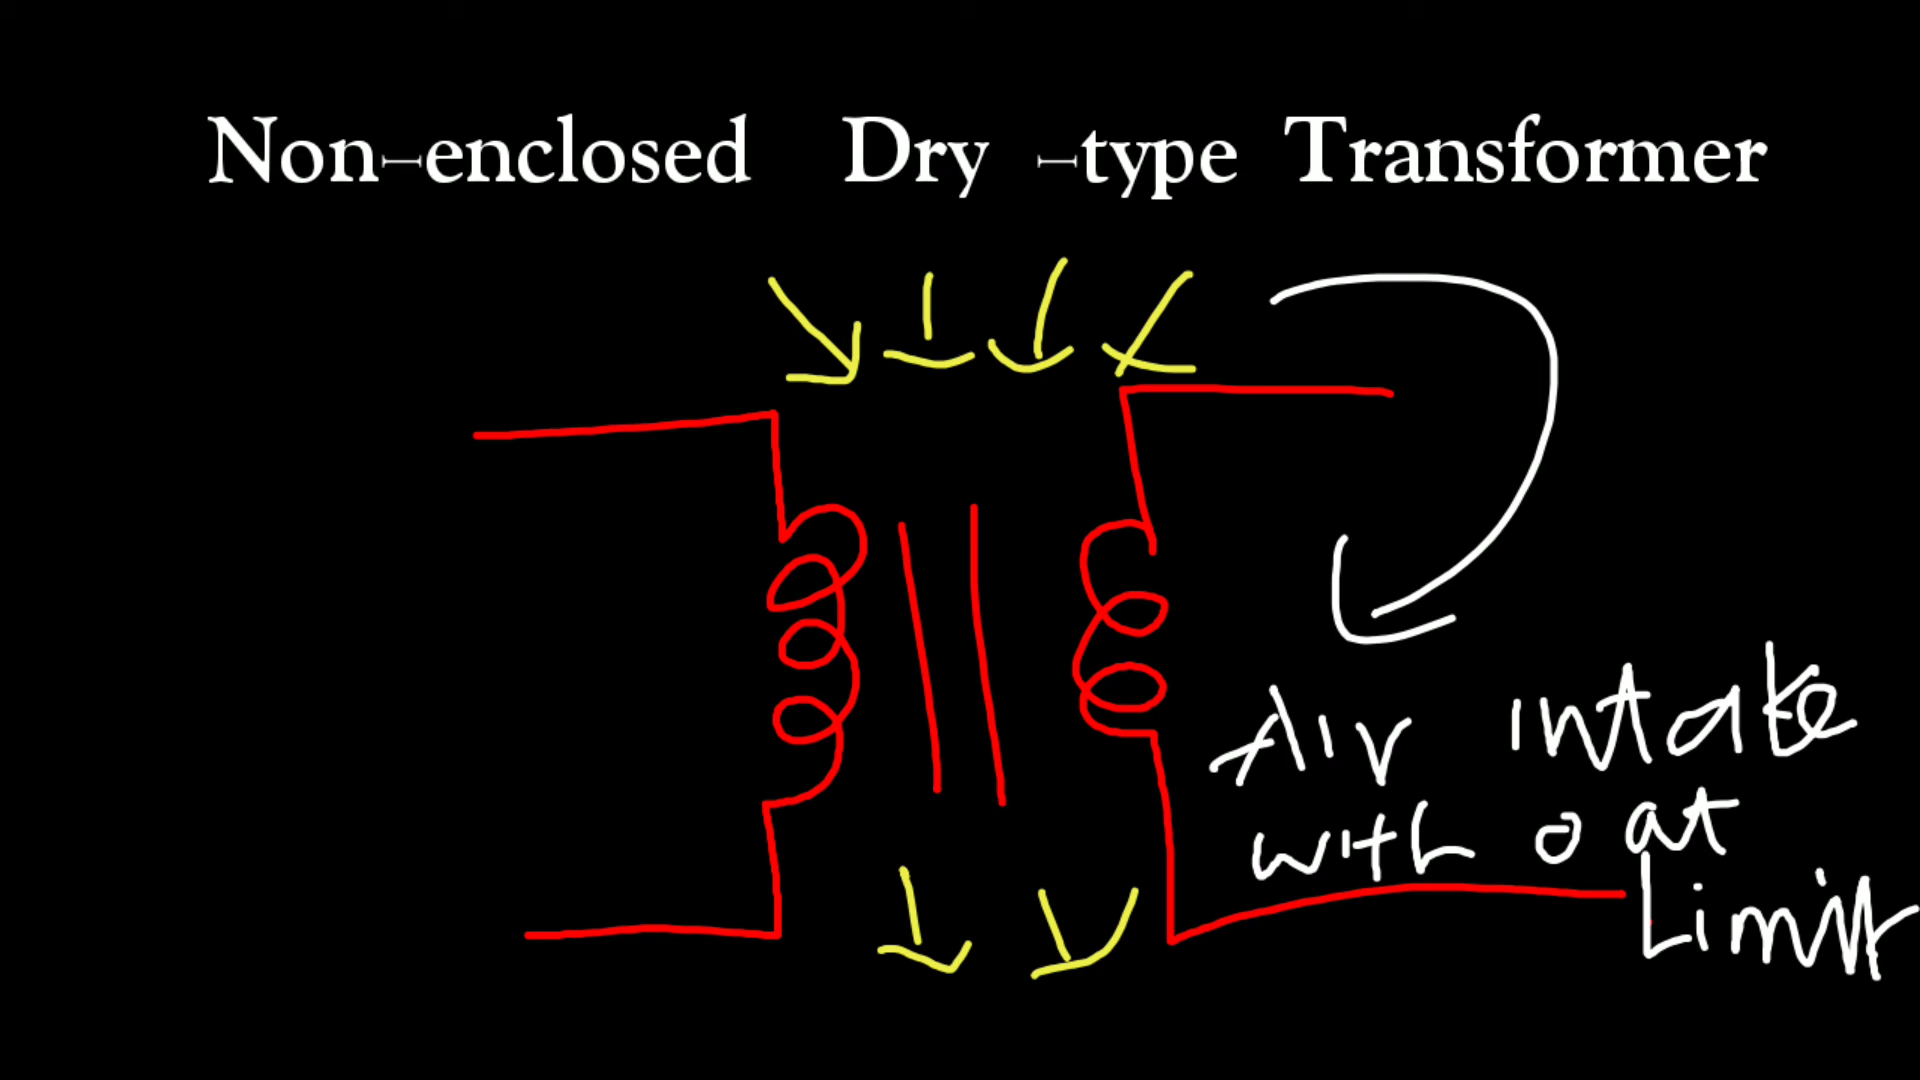 Non-enclosed Dry -type Transformer
Air intake
with o at
Limit